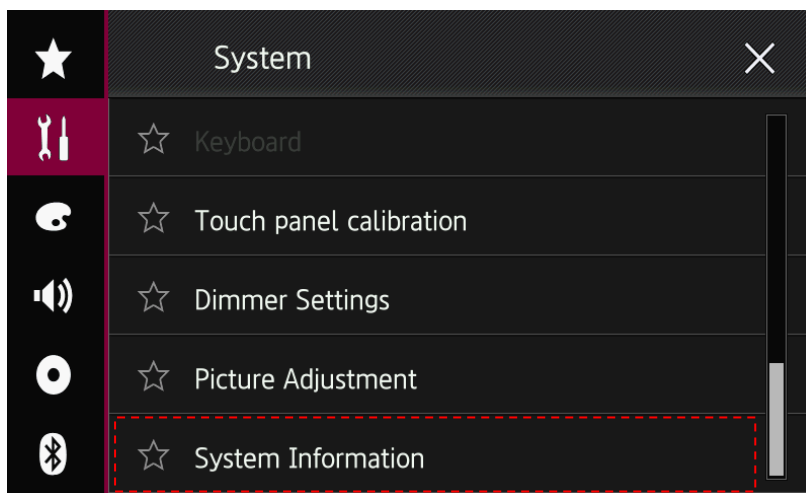 System
Keyboard
Touch panel calibration
Dimmer Settings
Picture Adjustment
System Information